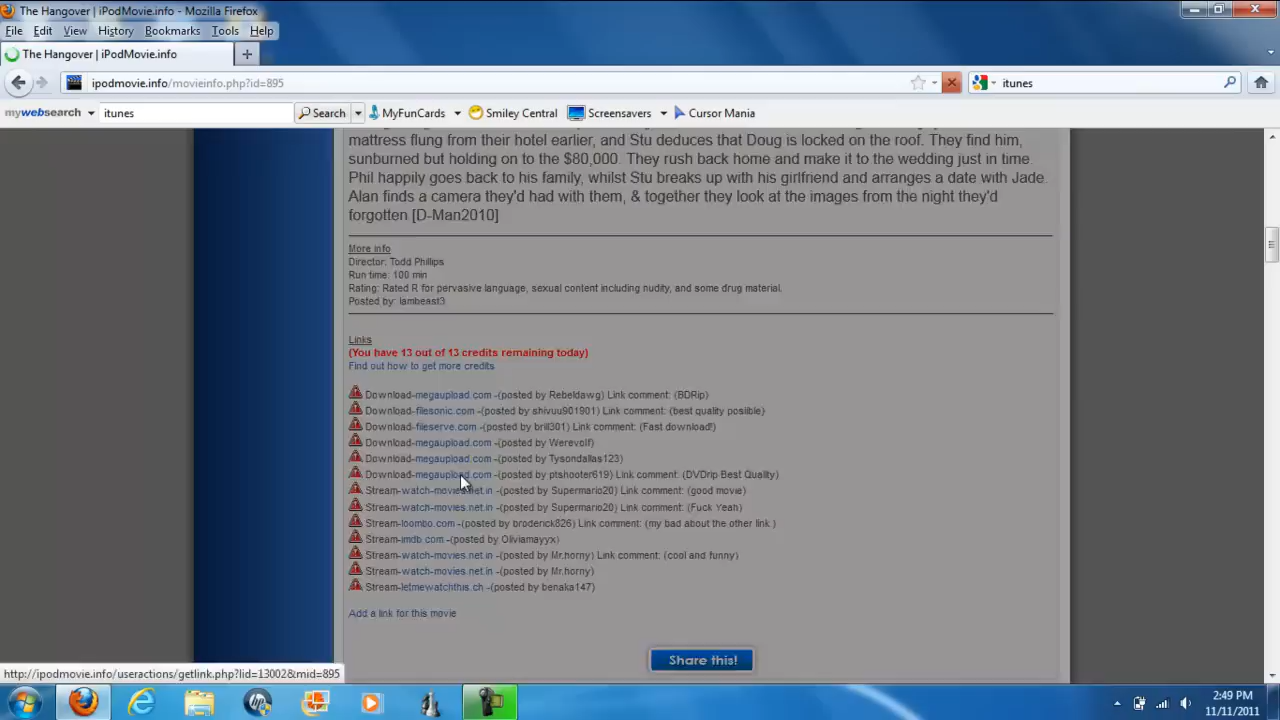 The Hangover | iPodMovie.info - Mozilla Firefox
File Edit View History Bookmarks Tools Help
The Hangover | iPodMovie.info
ipodmovie.info/movieinfo.php?id=895
itunes
mywebsearch itunes Search MyFunCards Smiley Central Screensavers Cursor Mania
mattress flung from their hotel earlier, and Stu deduces that Doug is locked on the roof. They find him,
sunburned but holding on to the $80,000. They rush back home and make it to the wedding just in time.
Phil happily goes back to his family, whilst Stu breaks up with his girlfriend and arranges a date with Jade.
Alan finds a camera they'd had with them, & together they look at the images from the night they'd
forgotten [D-Man2010]
More info
Director: Todd Phillips
Run time: 100 min
Rating: Rated R for pervasive language, sexual content including nudity, and some drug material.
Posted by: Iambeast3
Links
(You have 13 out of 13 credits remaining today)
Find out how to get more credits
Download-megaupload.com -(posted by Rebeldawg) Link comment: (BDRip)
Download-filesonic.com -(posted by shivuu901901) Link comment: (best quality posiible)
Download-fileserve.com -(posted by brill301) Link comment: (Fast download!)
Download-megaupload.com -(posted by Werevolf)
Download-megaupload.com -(posted by Tysondallas123)
Download-megaupload.com -(posted by ptshooter619) Link comment: (DVDrip Best Quality)
Stream-watch-movies.net.in -(posted by Supermario20) Link comment: (good movie)
Stream-watch-movies.net.in -(posted by Supermario20) Link comment: (Fuck Yeah)
Stream-loombo.com -(posted by broderick826) Link comment: (my bad about the other link )
Stream-imdb.com -(posted by Oliviamayyx)
Stream-watch-movies.net.in -(posted by Mr.horny) Link comment: (cool and funny)
Stream-watch-movies.net.in -(posted by Mr.horny)
Stream-letmewatchthis.ch -(posted by benaka147)
Add a link for this movie
Share this!
http://ipodmovie.info/useractions/getlink.php?lid=13002&mid=895
2:49 PM
11/11/2011